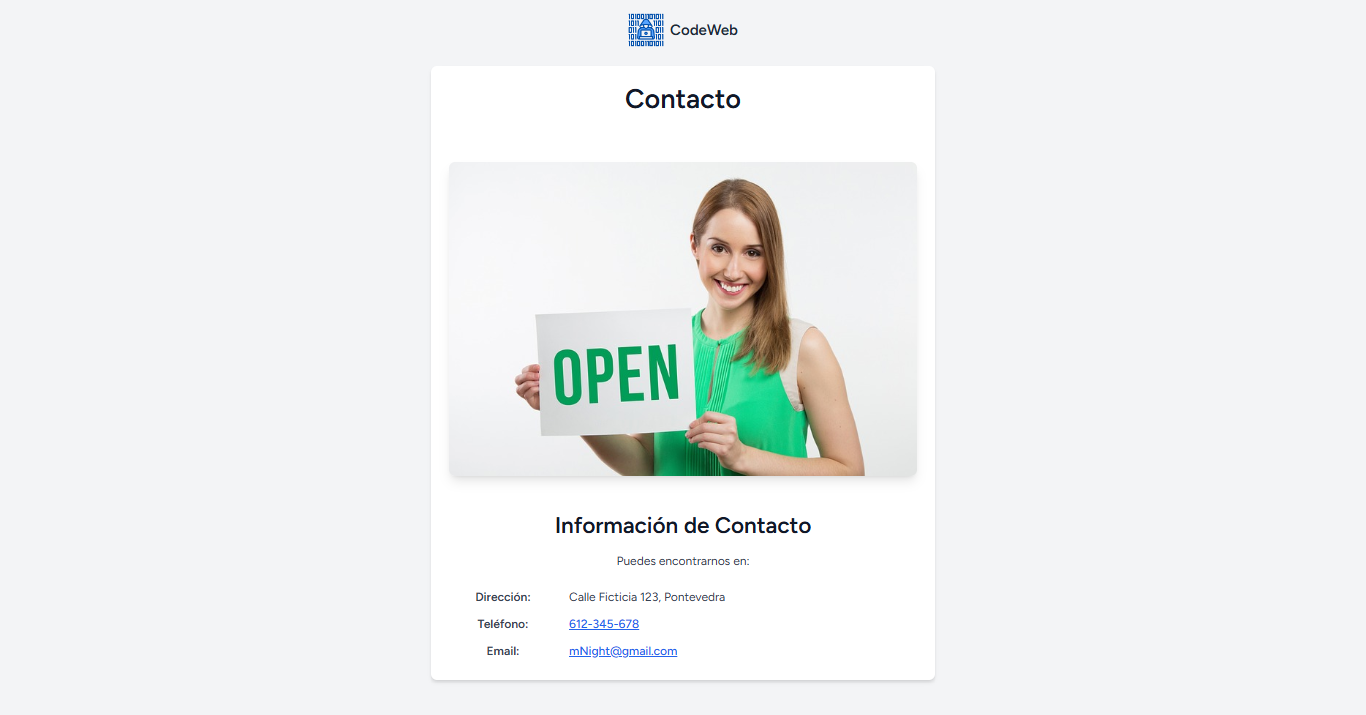 CodeWeb
Contacto
OPEN
Información de Contacto
Puedes encontrarnos en:
Dirección: Calle Ficticia 123, Pontevedra
Teléfono: 612-345-678
Email: mNight@gmail.com